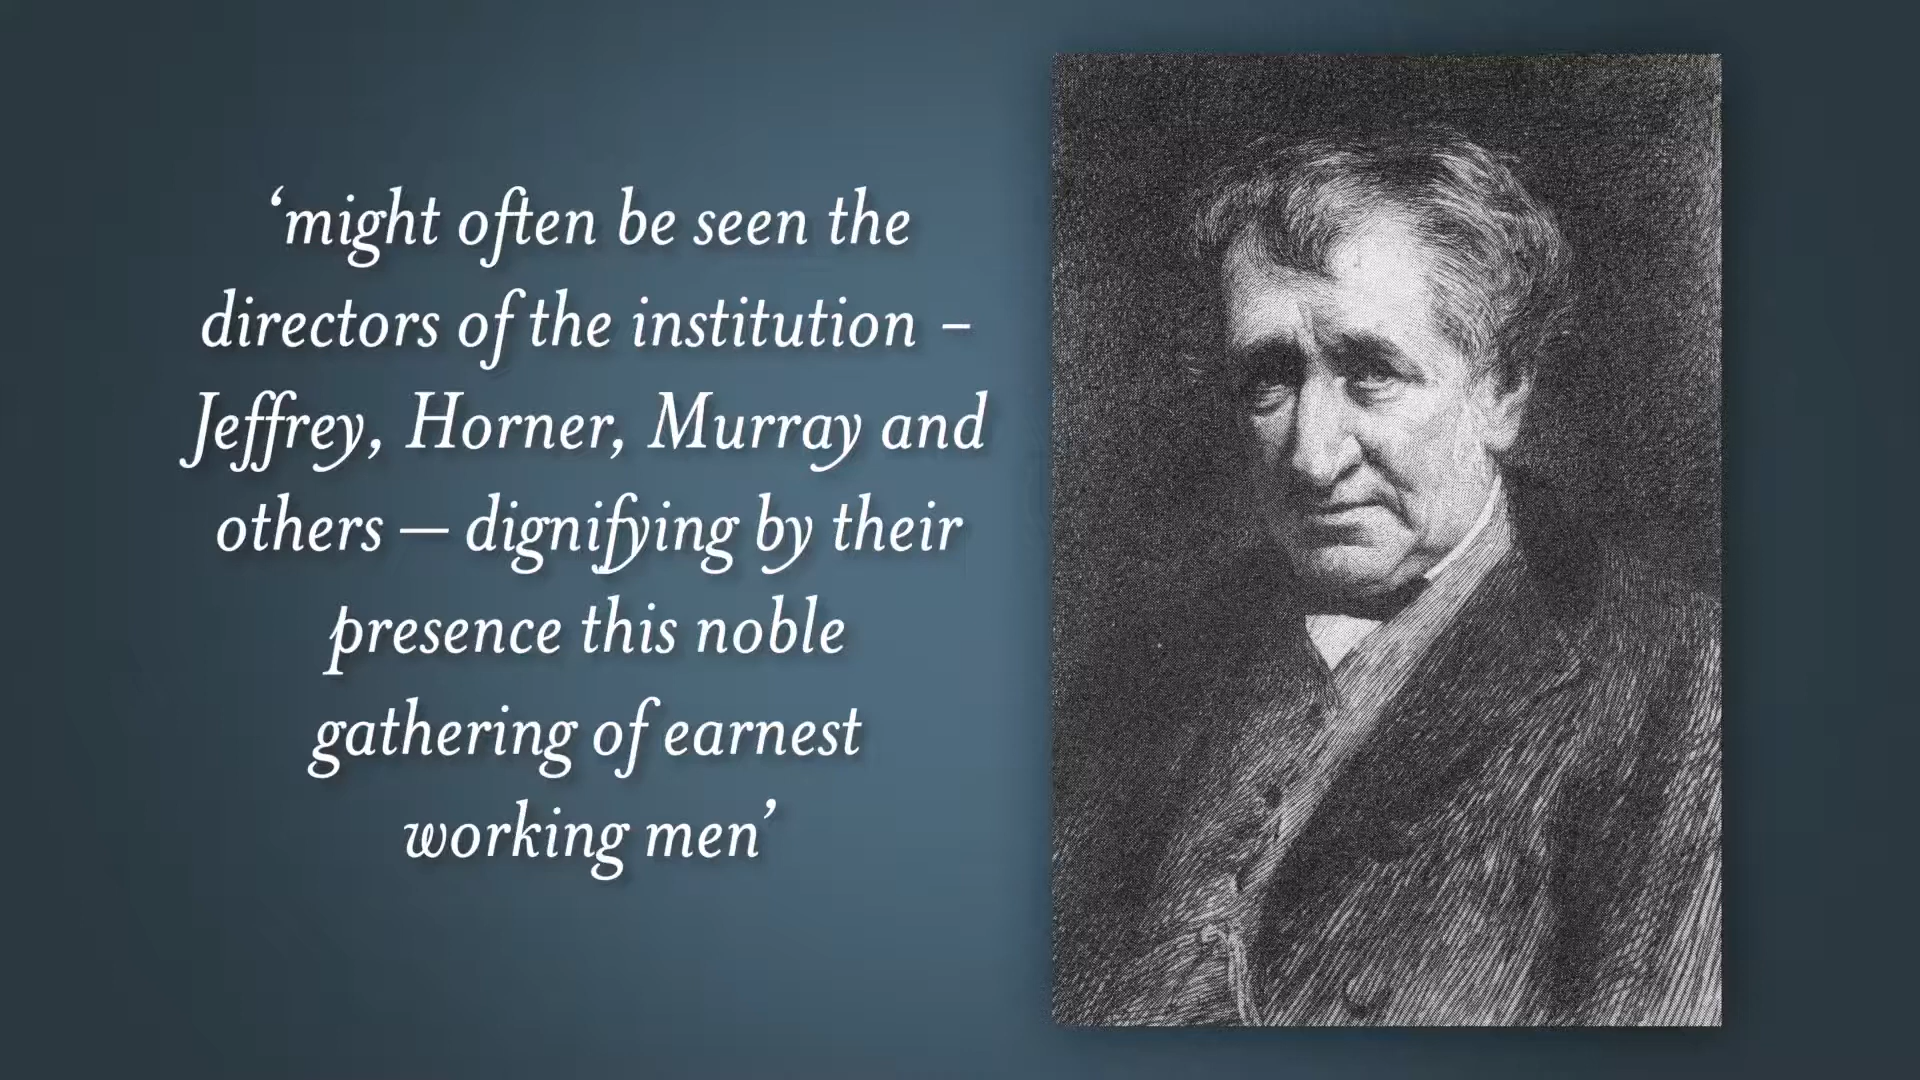 ‘might often be seen the
directors of the institution –
Jeffrey, Horner, Murray and
others — dignifying by their
presence this noble
gathering of earnest
working men’